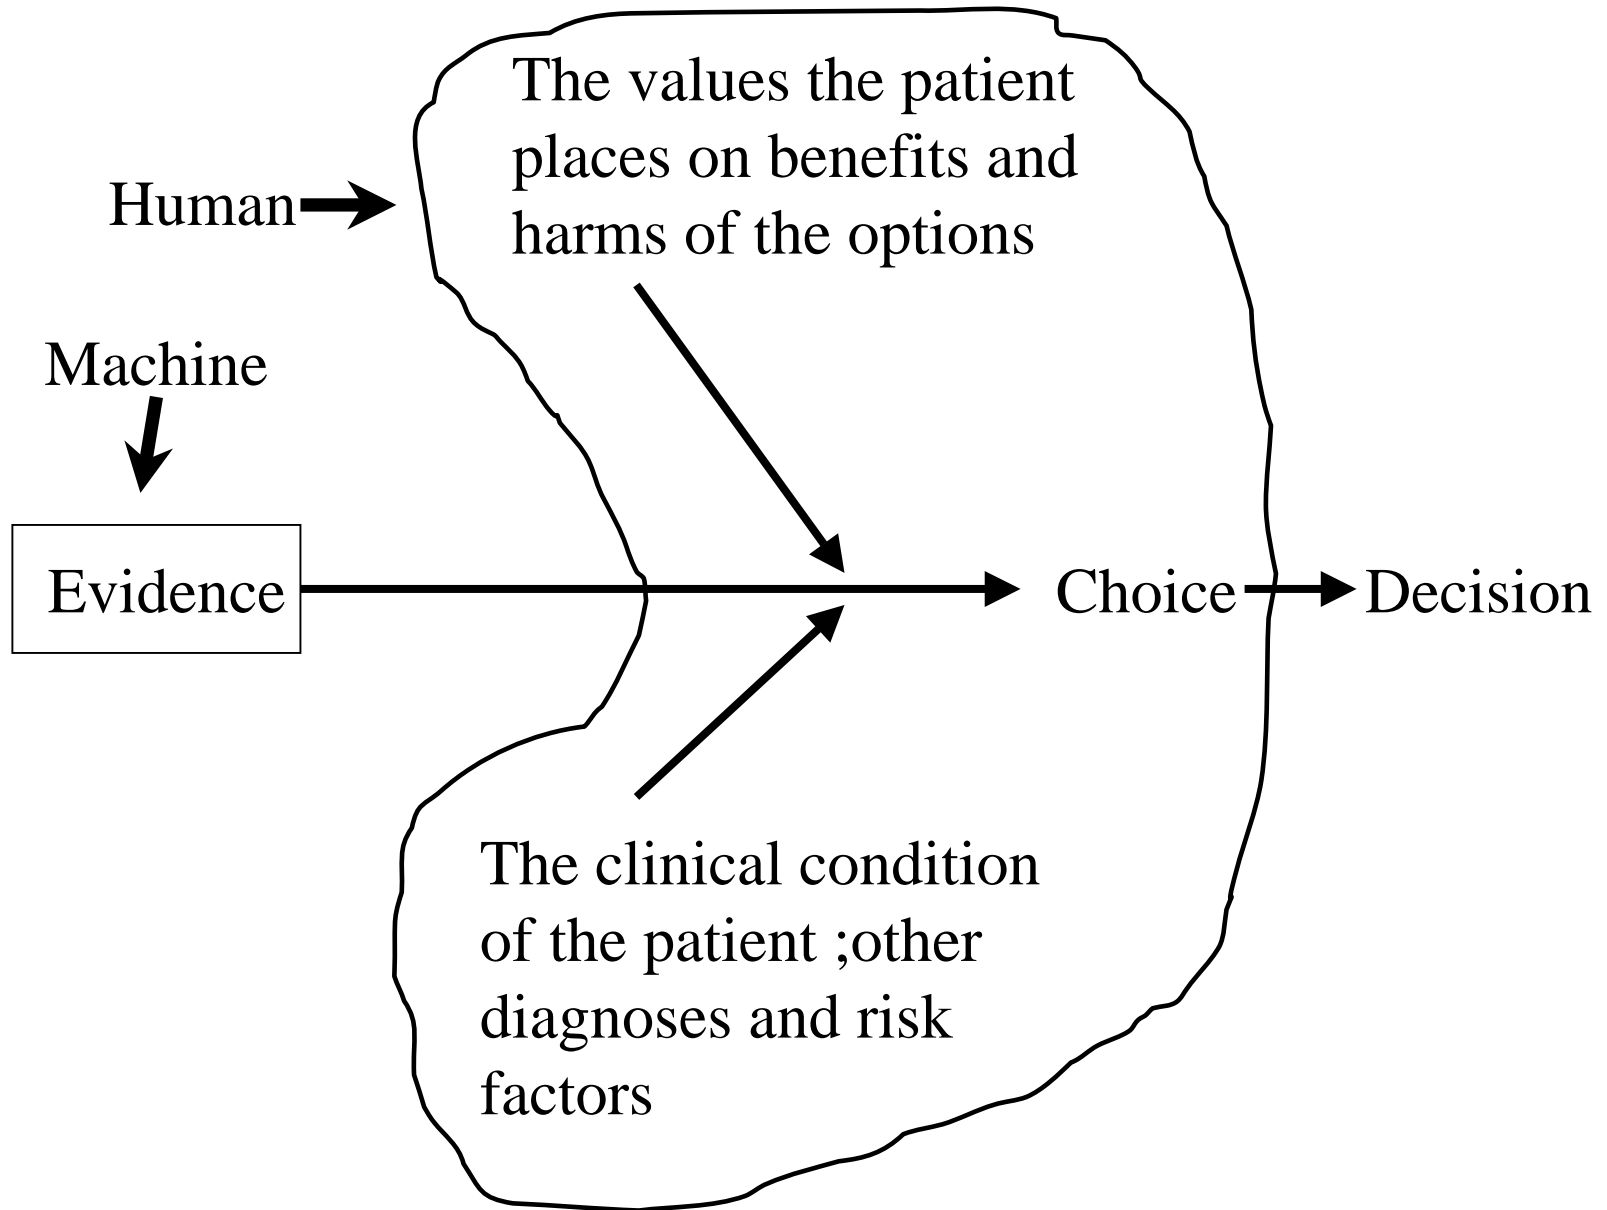 The values the patient
places on benefits and
harms of the options
Human
Machine
Evidence
Choice
Decision
The clinical condition
of the patient ;other
diagnoses and risk
factors